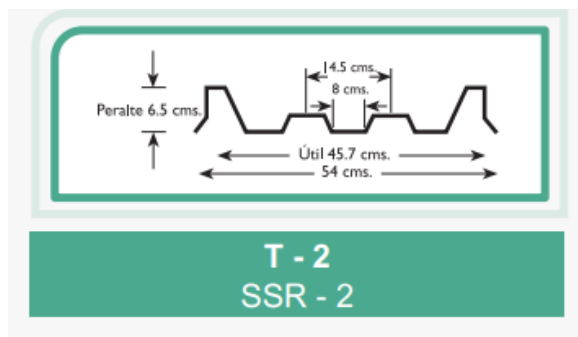 14.5 cms.
8 cms.
Peralte 6.5 cms.
Útil 45.7 cms.
54 cms.
T - 2
SSR - 2